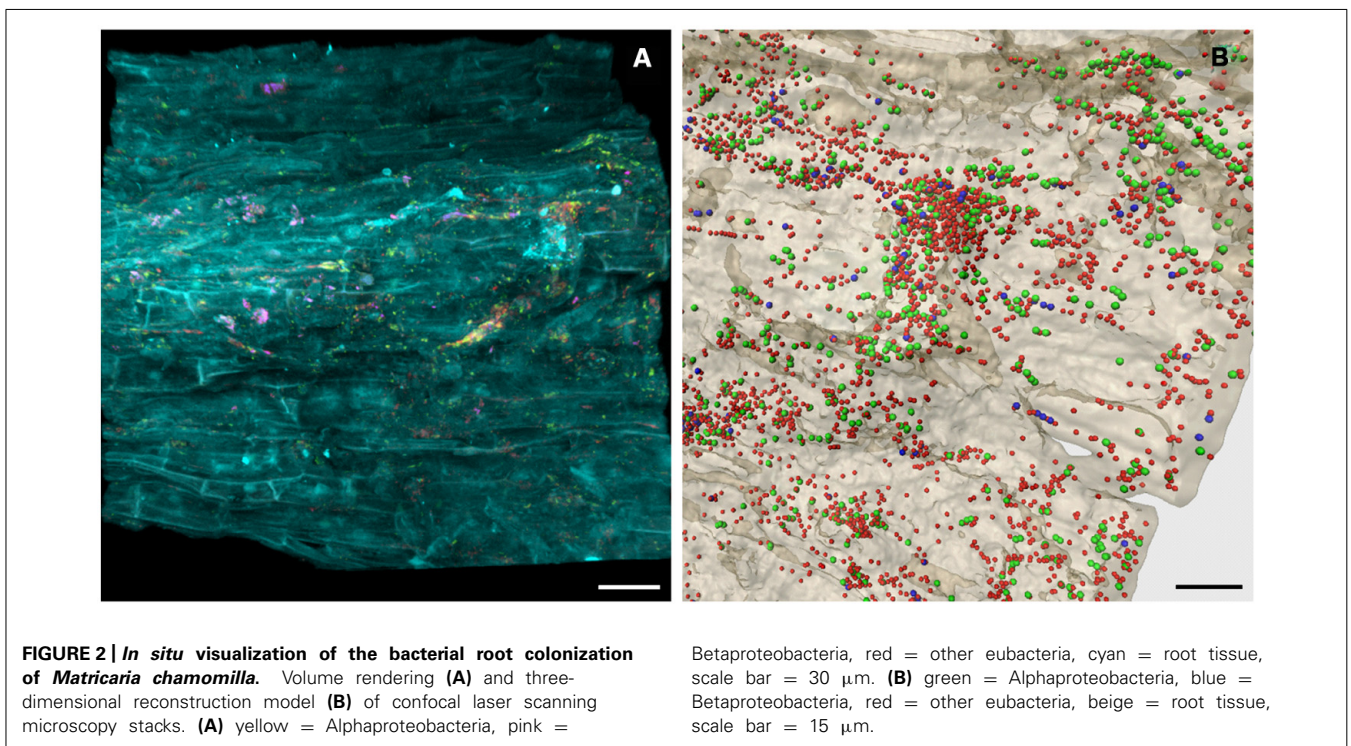 A
B
FIGURE 2 | In situ visualization of the bacterial root colonization
of Matricaria chamomilla. Volume rendering (A) and three-
dimensional reconstruction model (B) of confocal laser scanning
microscopy stacks. (A) yellow = Alphaproteobacteria, pink =
Betaproteobacteria, red = other eubacteria, cyan = root tissue,
scale bar = 30 μm. (B) green = Alphaproteobacteria, blue =
Betaproteobacteria, red = other eubacteria, beige = root tissue,
scale bar = 15 μm.